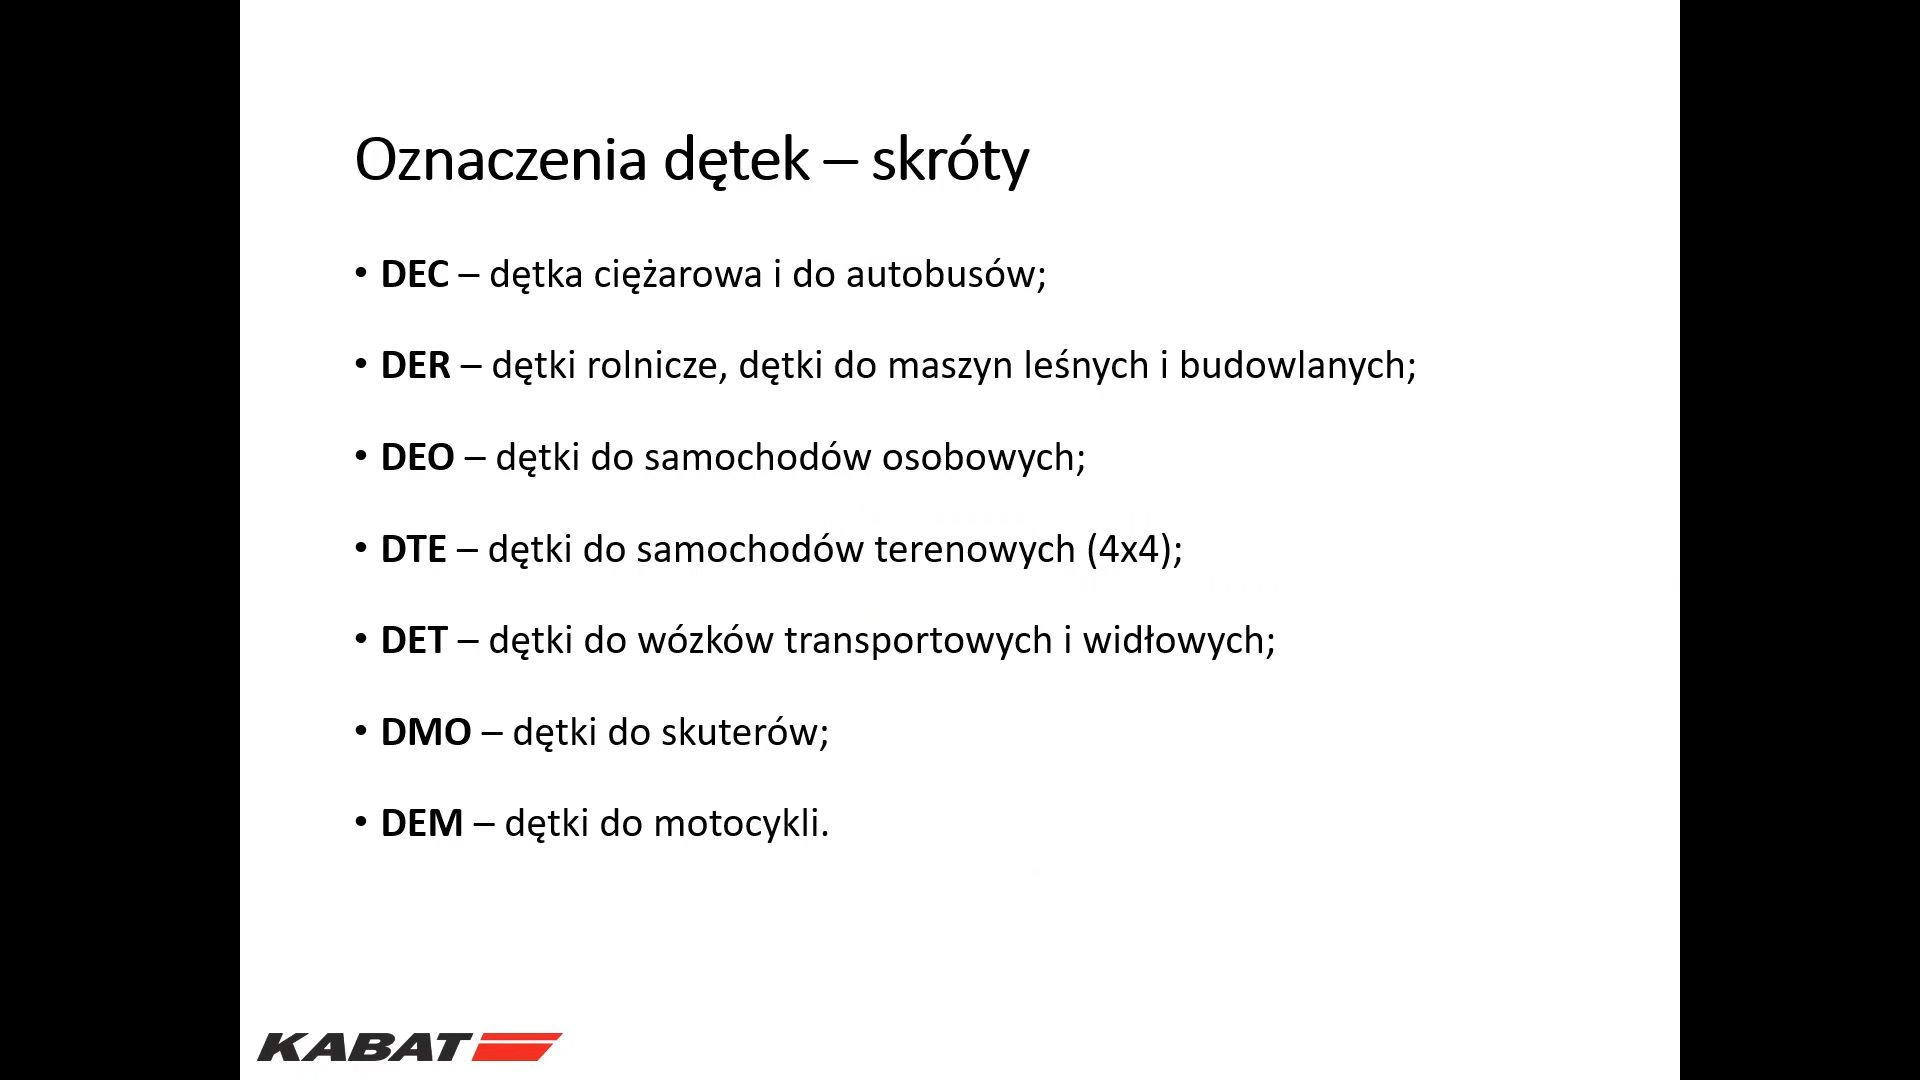 Oznaczenia dętek – skróty
• DEC – dętka ciężarowa i do autobusów;
• DER – dętki rolnicze, dętki do maszyn leśnych i budowlanych;
• DEO – dętki do samochodów osobowych;
• DTE – dętki do samochodów terenowych (4x4);
• DET – dętki do wózków transportowych i widłowych;
• DMO – dętki do skuterów;
• DEM – dętki do motocykli.
KABAT